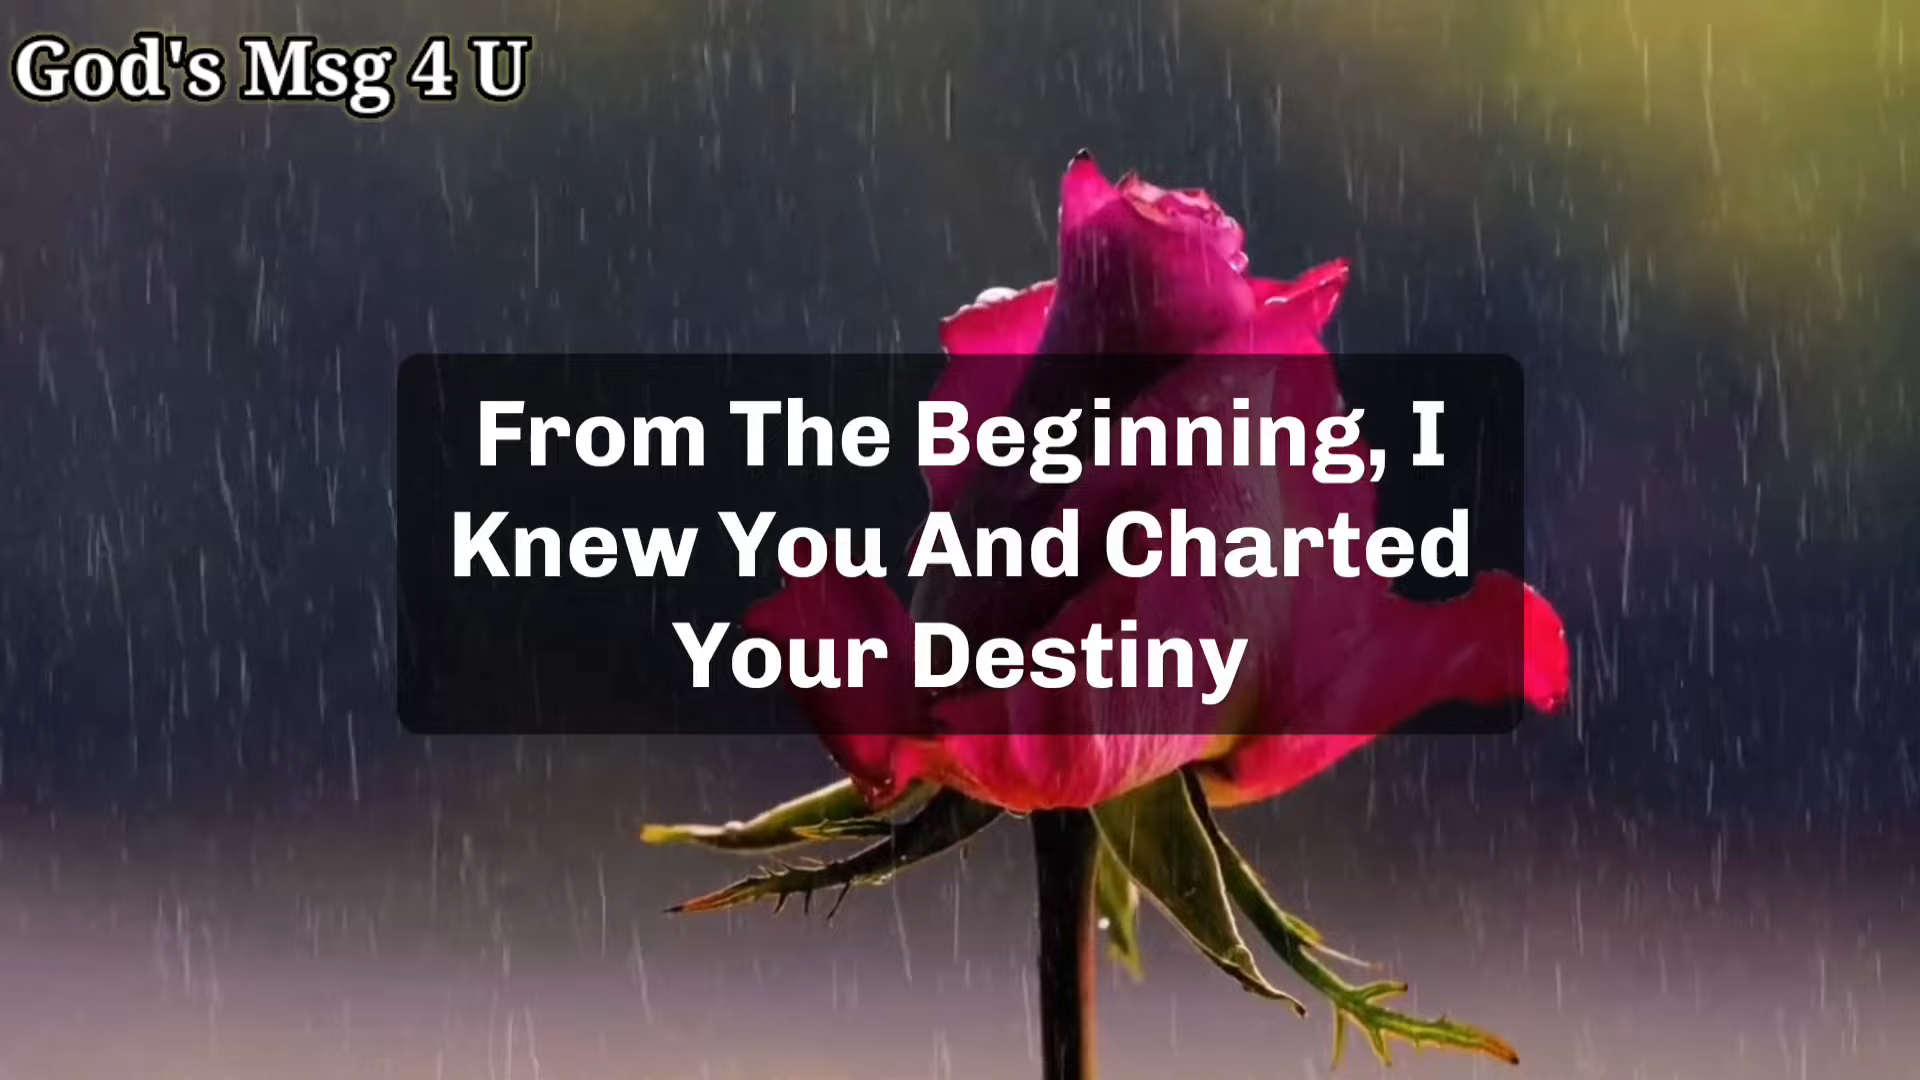 God's Msg 4 U
From The Beginning, I
Knew You And Charted
Your Destiny